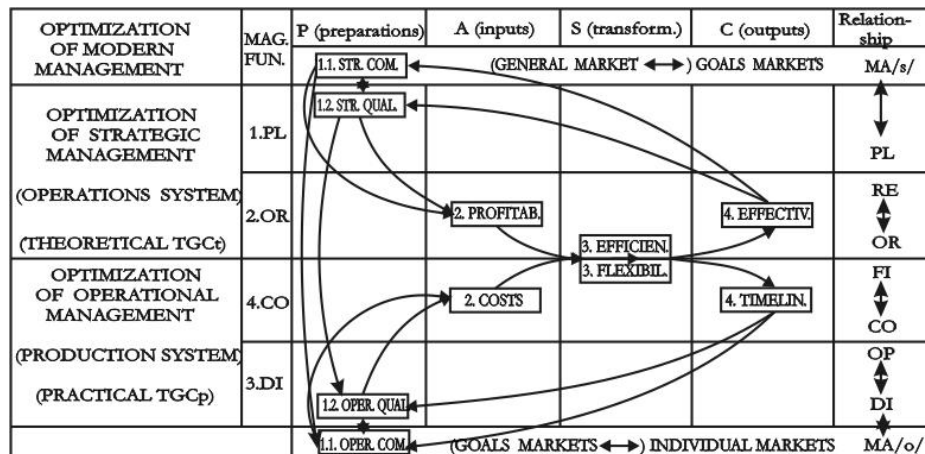 OPTIMIZATION
OF MODERN
MANAGEMENT
MAG.
FUN.
P (preparations)
A (inputs)
S (transform.)
C (outputs)
Relation-
ship
1.1. STR. COM.
(GENERAL MARKET ◄►) GOALS MARKETS
MA/s/
OPTIMIZATION
OF STRATEGIC
MANAGEMENT
1.PL
1.2. STR. QUAL.
PL
(OPERATIONS SYSTEM)
(THEORETICAL TGCt)
2.OR
2. PROFITAB.
3. EFFICIEN.
4. EFFECTIV.
RE
OR
OPTIMIZATION
OF OPERATIONAL
MANAGEMENT
4.CO
2. COSTS
3. FLEXIBIL.
4. TIMELIN.
FI
CO
(PRODUCTION SYSTEM)
(PRACTICAL TGCp)
3.DI
1.2. OPER. QUAL
OP
DI
1.1. OPER. COM.
(GOALS MARKETS◄►) INDIVIDUAL MARKETS
MA/o/